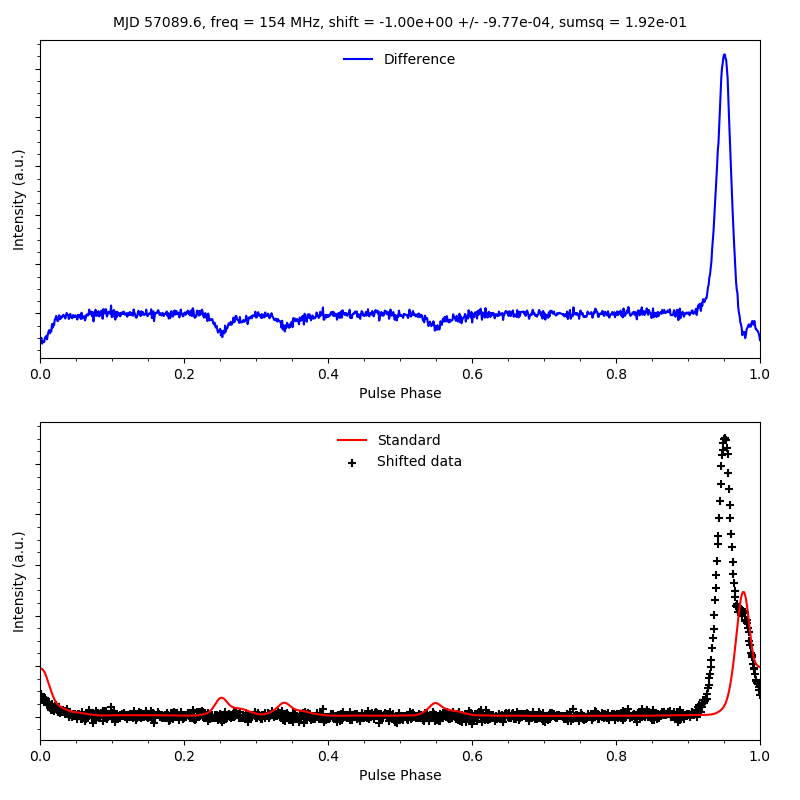 MJD 57089.6, freq = 154 MHz, shift = -1.00e+00 +/- -9.77e-04, sumsq = 1.92e-01
Difference
Intensity (a.u.)
0.0 0.2 0.4 0.6 0.8 1.0
Pulse Phase
Standard
Shifted data
Intensity (a.u.)
0.0 0.2 0.4 0.6 0.8 1.0
Pulse Phase